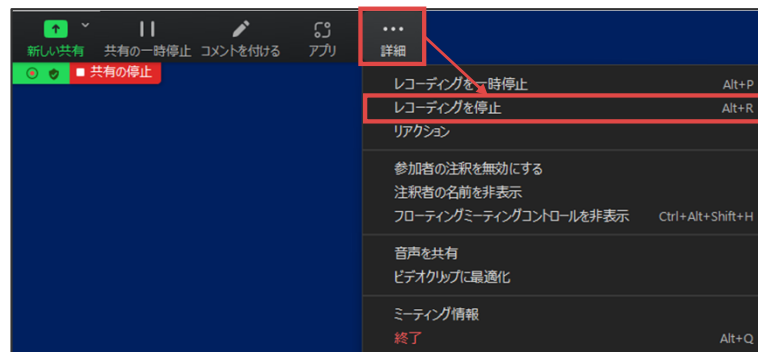 新しい共有 共有の一時停止 コメントを付ける アプリ 詳細
共有の停止
レコーディングを一時停止 Alt+P
レコーディングを停止 Alt+R
リアクション
参加者の注釈を無効にする
注釈者の名前を非表示
フローティングミーティングコントロールを非表示 Ctrl+Alt+Shift+H
音声を共有
ビデオクリップに最適化
ミーティング情報
終了 Alt+Q